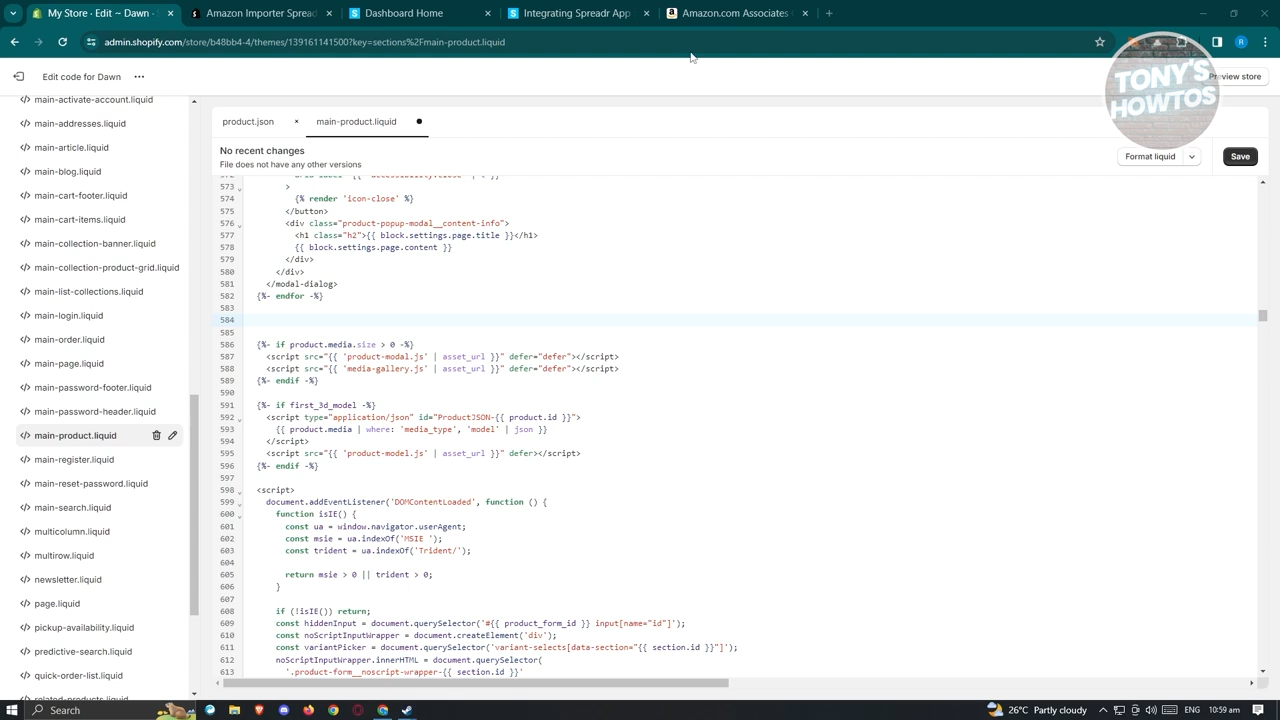 My Store · Edit ~ Dawn ~
Amazon Importer Spread
Dashboard Home
Integrating Spreadr App
Amazon.com Associates C
admin.shopify.com/store/b48bb4-4/themes/139161141500?key=sections%2Fmain-product.liquid
R
Edit code for Dawn
Preview store
TONY'S
HOWTOS
main-activate-account.liquid
main-addresses.liquid
main-article.liquid
main-blog.liquid
main-cart-footer.liquid
main-cart-items.liquid
main-collection-banner.liquid
main-collection-product-grid.liquid
main-list-collections.liquid
main-login.liquid
main-order.liquid
main-page.liquid
main-password-footer.liquid
main-password-header.liquid
main-product.liquid
main-register.liquid
main-reset-password.liquid
main-search.liquid
multicolumn.liquid
multirow.liquid
newsletter.liquid
page.liquid
pickup-availability.liquid
predictive-search.liquid
quick-order-list.liquid
related-products.liquid
product.json
main-product.liquid
No recent changes
File does not have any other versions
Format liquid
Save
573 >
574 {% render 'icon-close' %}
575 </button>
576 <div class="product-popup-modal__content-info">
577 <h1 class="h2">{{ block.settings.page.title }}</h1>
578 {{ block.settings.page.content }}
579 </div>
580 </div>
581 </modal-dialog>
582 {%- endfor -%}
583
584
585
586 {%- if product.media.size > 0 -%}
587 <script src="{{ 'product-modal.js' | asset_url }}" defer="defer"></script>
588 <script src="{{ 'media-gallery.js' | asset_url }}" defer="defer"></script>
589 {%- endif -%}
590
591 {%- if first_3d_model -%}
592 <script type="application/json" id="ProductJSON-{{ product.id }}">
593 {{ product.media | where: 'media_type', 'model' | json }}
594 </script>
595 <script src="{{ 'product-model.js' | asset_url }}" defer></script>
596 {%- endif -%}
597
598 <script>
599 document.addEventListener('DOMContentLoaded', function () {
600 function isIE() {
601 const ua = window.navigator.userAgent;
602 const msie = ua.indexOf('MSIE ');
603 const trident = ua.indexOf('Trident/');
604
605 return msie > 0 || trident > 0;
606 }
607
608 if (!isIE()) return;
609 const hiddenInput = document.querySelector('#{{ product_form_id }} input[name="id"]');
610 const noScriptInputWrapper = document.createElement('div');
611 const variantPicker = document.querySelector('variant-selects[data-section="{{ section.id }}"]');
612 noScriptInputWrapper.innerHTML = document.querySelector(
613 '.product-form__noscript-wrapper-{{ section.id }}'
Search
26°C Partly cloudy
ENG
10:59 am